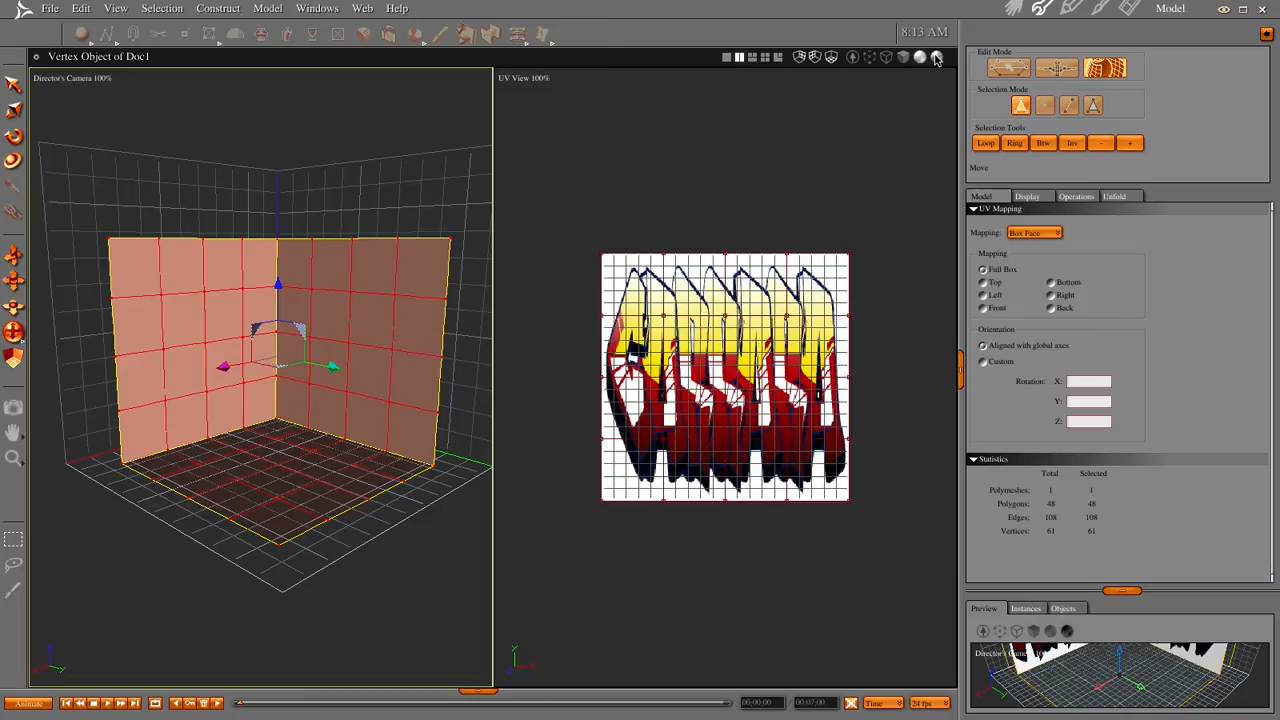 File Edit View Selection Construct Model Windows Web Help
Model
8:13 AM
Vertex Object of Doc1
Director's Camera 100%
UV View 100%
Edit Mode
Selection Mode
Selection Tools
Loop Ring Btw Inv - +
Move
Model Display Operations Unfold
UV Mapping
Mapping: Box Face
Mapping
Full Box
Top Bottom
Left Right
Front Back
Orientation
Aligned with global axes
Custom
Rotation: X:
Y:
Z:
Statistics
Total Selected
Polymeshes: 1 1
Polygons: 48 48
Edges: 108 108
Vertices: 61 61
Preview Instances Objects
Director's Camera 100%
Animate
00:00:00
00:07:00
Time
24 fps